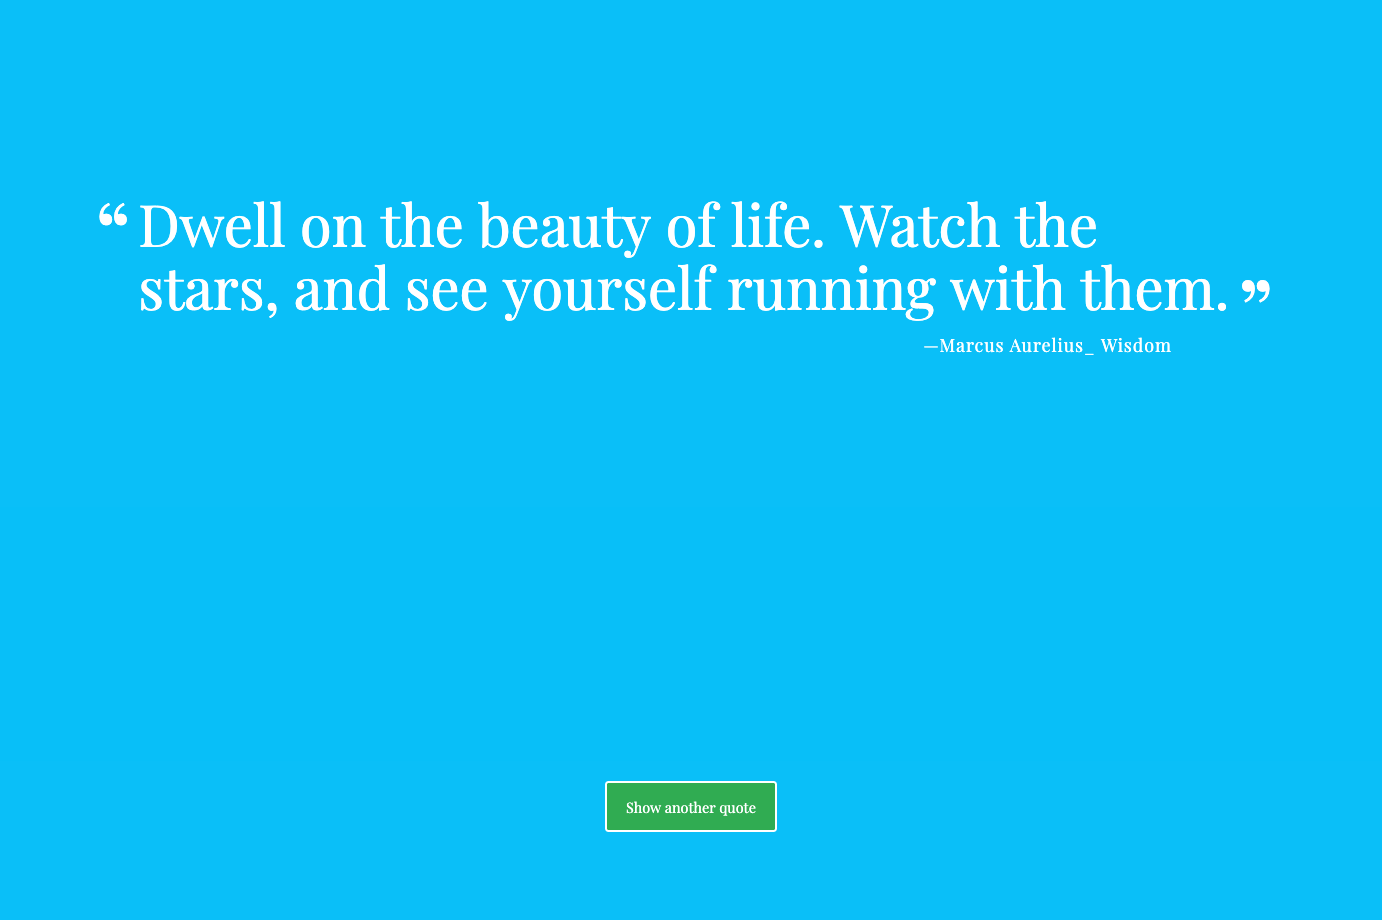 “Dwell on the beauty of life. Watch the
stars, and see yourself running with them.”
—Marcus Aurelius_ Wisdom
Show another quote